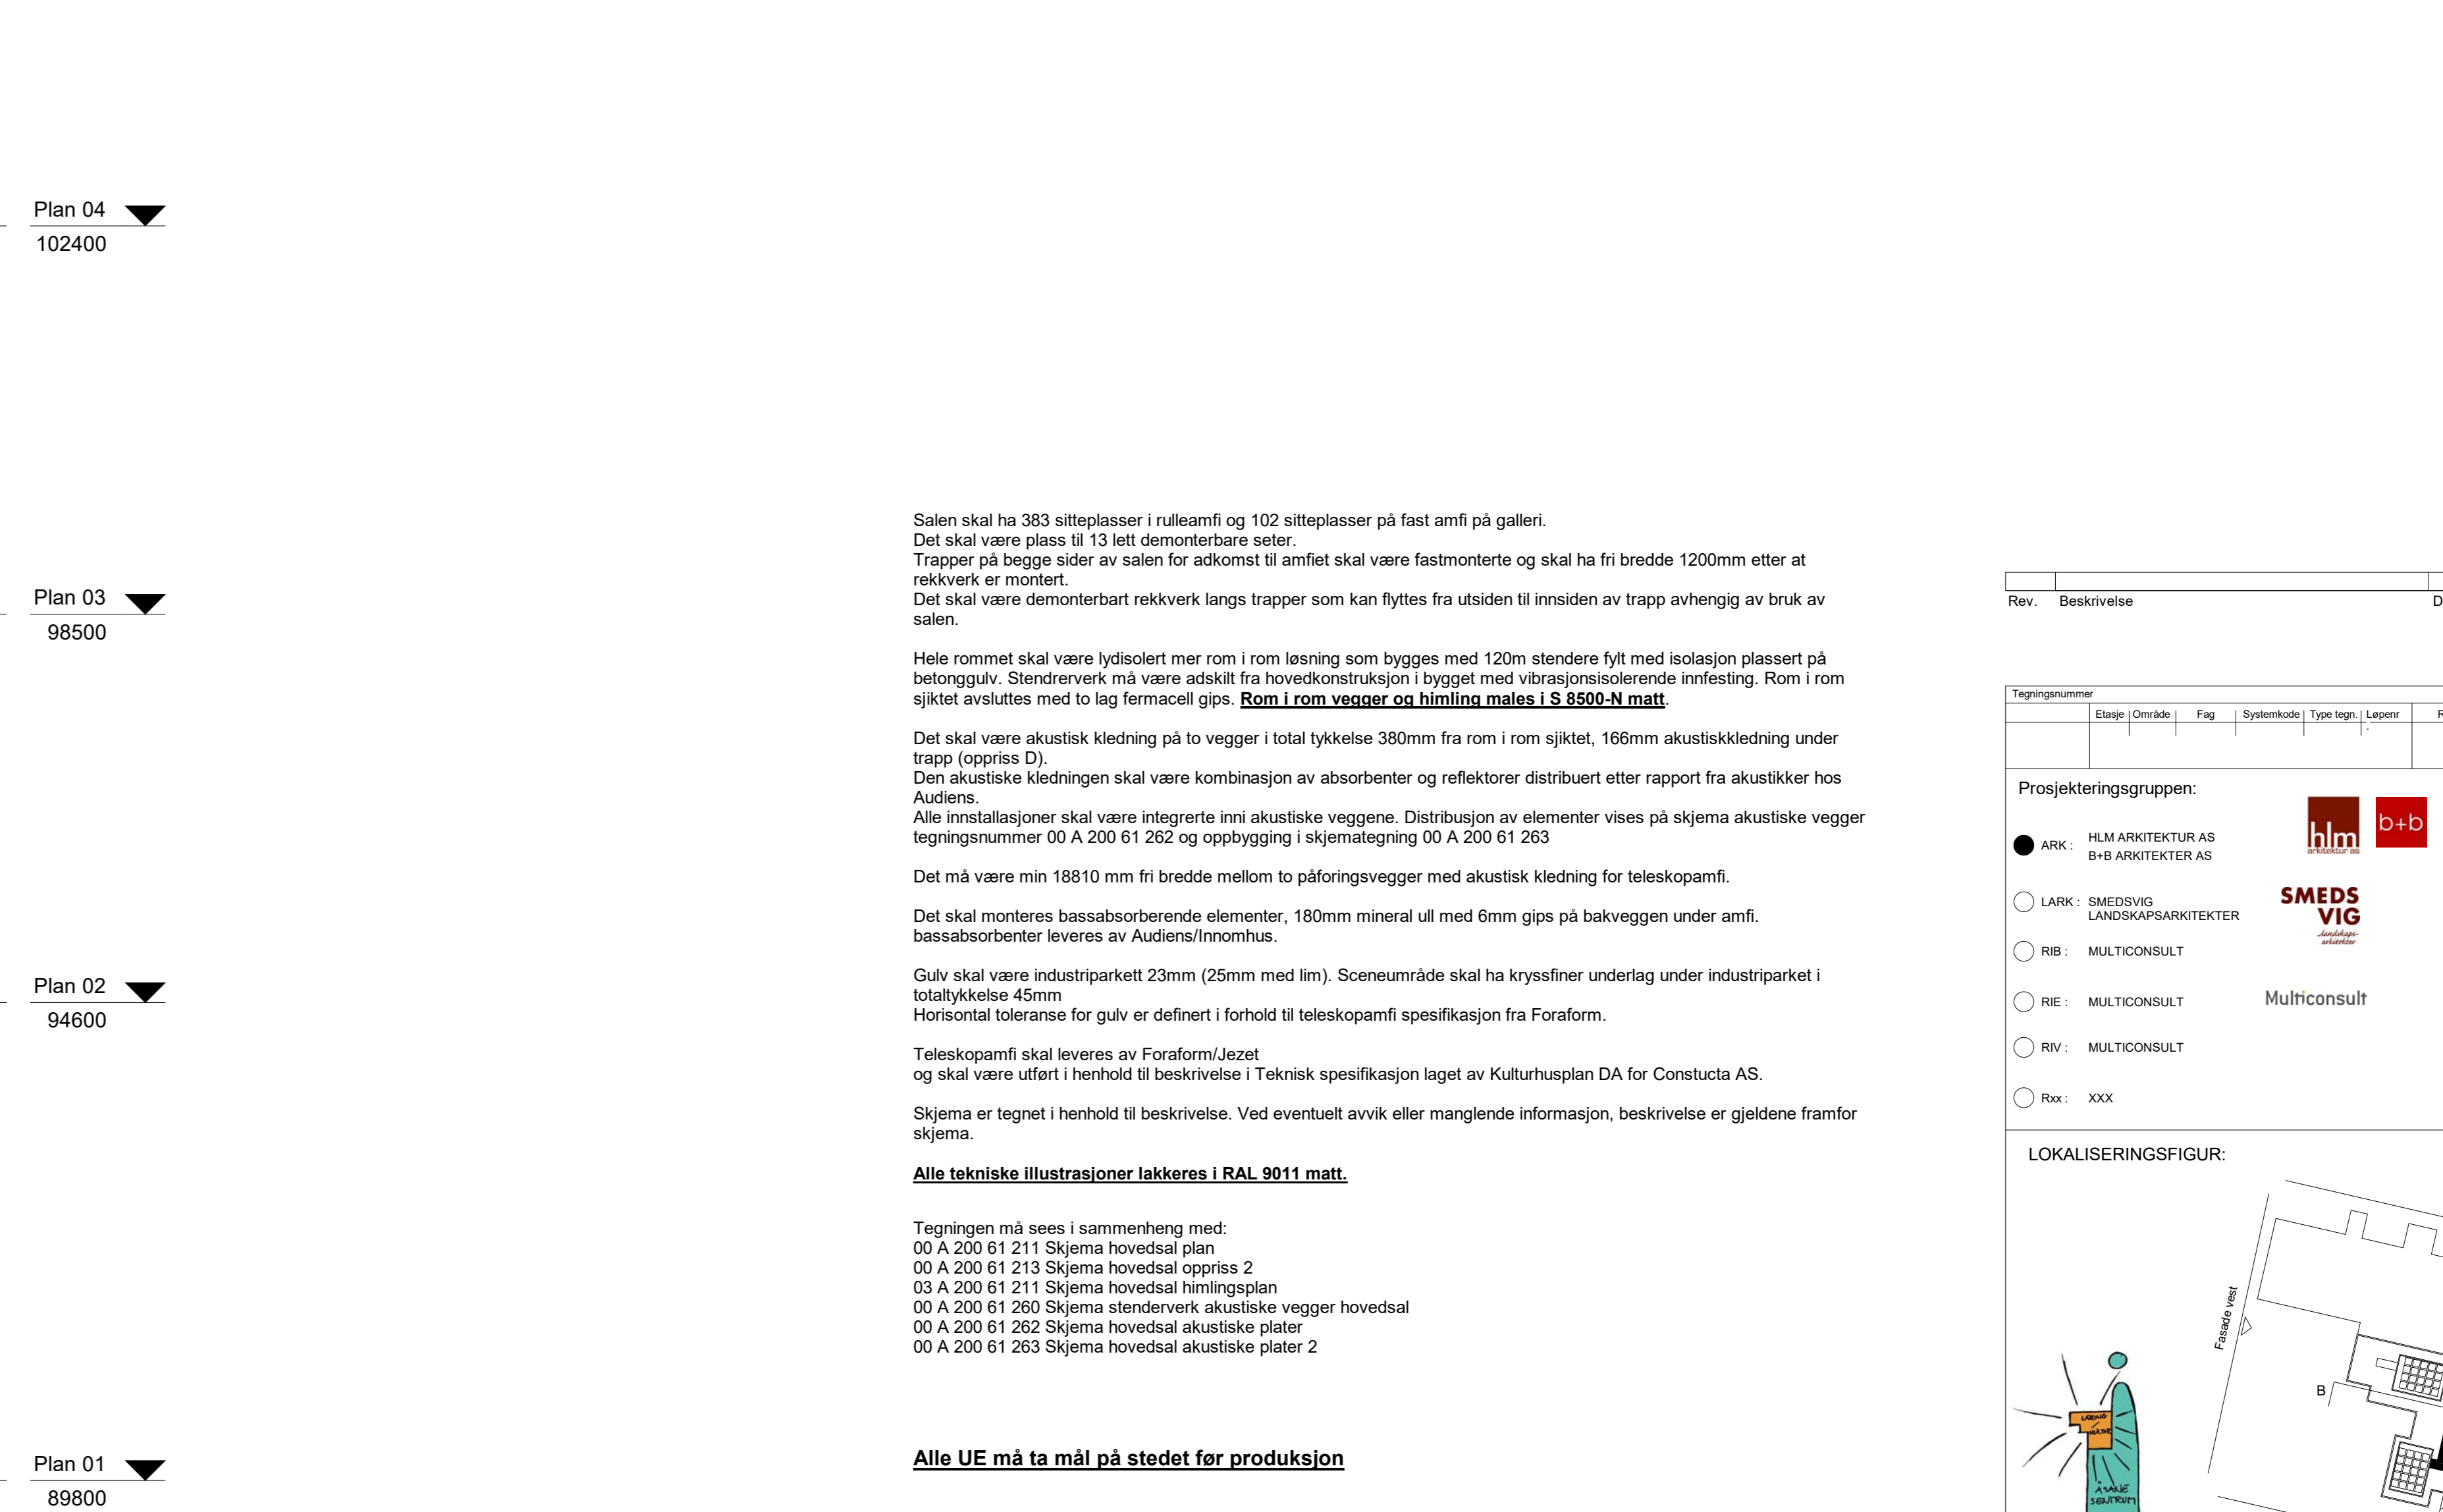 Plan 04
102400
Plan 03
98500
Plan 02
94600
Plan 01
89800
Salen skal ha 383 sitteplasser i rulleamfi og 102 sitteplasser på fast amfi på galleri.
Det skal være plass til 13 lett demonterbare seter.
Trapper på begge sider av salen for adkomst til amfiet skal være fastmonterte og skal ha fri bredde 1200mm etter at
rekkverk er montert.
Det skal være demonterbart rekkverk langs trapper som kan flyttes fra utsiden til innsiden av trapp avhengig av bruk av
salen.
Hele rommet skal være lydisolert mer rom i rom løsning som bygges med 120m stendere fylt med isolasjon plassert på
betonggulv. Stendrerverk må være adskilt fra hovedkonstruksjon i bygget med vibrasjonsisolerende innfesting. Rom i rom
sjiktet avsluttes med to lag fermacell gips. Rom i rom vegger og himling males i S 8500-N matt.
Det skal være akustisk kledning på to vegger i total tykkelse 380mm fra rom i rom sjiktet, 166mm akustiskkledning under
trapp (oppriss D).
Den akustiske kledningen skal være kombinasjon av absorbenter og reflektorer distribuert etter rapport fra akustikker hos
Audiens.
Alle innstallasjoner skal være integrerte inni akustiske veggene. Distribusjon av elementer vises på skjema akustiske vegger
tegningsnummer 00 A 200 61 262 og oppbygging i skjemategning 00 A 200 61 263
Det må være min 18810 mm fri bredde mellom to påforingsvegger med akustisk kledning for teleskopamfi.
Det skal monteres bassabsorberende elementer, 180mm mineral ull med 6mm gips på bakveggen under amfi.
bassabsorbenter leveres av Audiens/Innomhus.
Gulv skal være industriparkett 23mm (25mm med lim). Sceneområde skal ha kryssfiner underlag under industriparket i
totaltykkelse 45mm
Horisontal toleranse for gulv er definert i forhold til teleskopamfi spesifikasjon fra Foraform.
Teleskopamfi skal leveres av Foraform/Jezet
og skal være utført i henhold til beskrivelse i Teknisk spesifikasjon laget av Kulturhusplan DA for Constucta AS.
Skjema er tegnet i henhold til beskrivelse. Ved eventuelt avvik eller manglende informasjon, beskrivelse er gjeldene framfor
skjema.
Alle tekniske illustrasjoner lakkeres i RAL 9011 matt.
Tegningen må sees i sammenheng med:
00 A 200 61 211 Skjema hovedsal plan
00 A 200 61 213 Skjema hovedsal oppriss 2
03 A 200 61 211 Skjema hovedsal himlingsplan
00 A 200 61 260 Skjema stenderverk akustiske vegger hovedsal
00 A 200 61 262 Skjema hovedsal akustiske plater
00 A 200 61 263 Skjema hovedsal akustiske plater 2
Alle UE må ta mål på stedet før produksjon
Rev. Beskrivelse D
Tegningsnummer
Etasje Område Fag Systemkode Type tegn. Løpenr R
Prosjekteringsgruppen:
hlm
arkitektur as
b+b
ARK : HLM ARKITEKTUR AS
B+B ARKITEKTER AS
LARK : SMEDSVIG
LANDSKAPSARKITEKTER
SMEDS
VIG
landskaps-
arkitekter
RIB : MULTICONSULT
RIE : MULTICONSULT
Multiconsult
RIV : MULTICONSULT
Rxx : XXX
LOKALISERINGSFIGUR:
Fasade vest
B
ÅSANE
SENTRUM